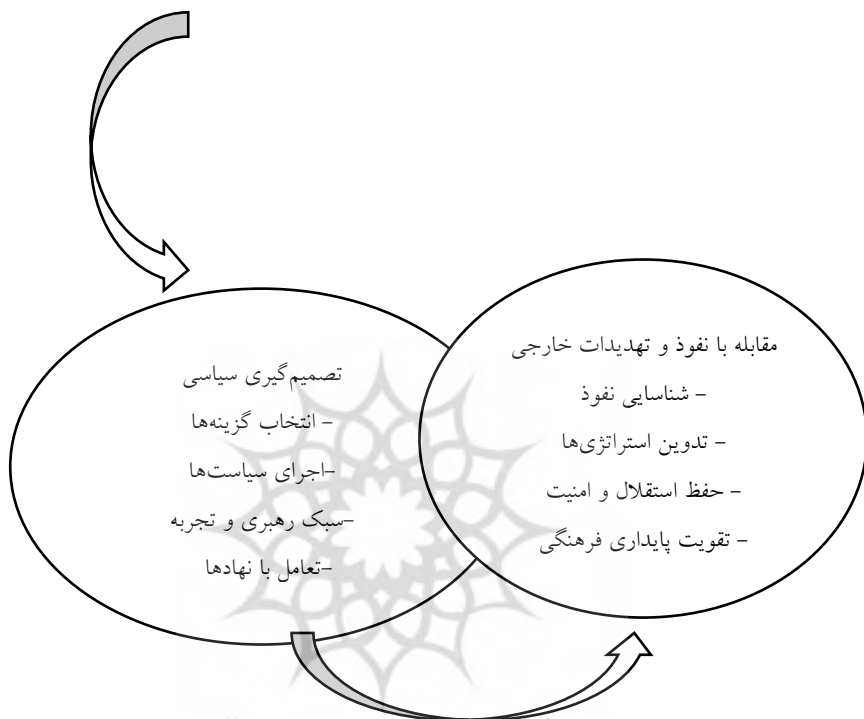 مقابله با نفوذ و تهدیدات خارجی
– شناسایی نفوذ
– تدوین استراتژی‌ها
– حفظ استقلال و امنیت
– تقویت پایداری فرهنگی
تصمیم‌گیری سیاسی
– انتخاب گزینه‌ها
–اجرای سیاست‌ها
–سبک رهبری و تجربه
–تعامل با نهادها